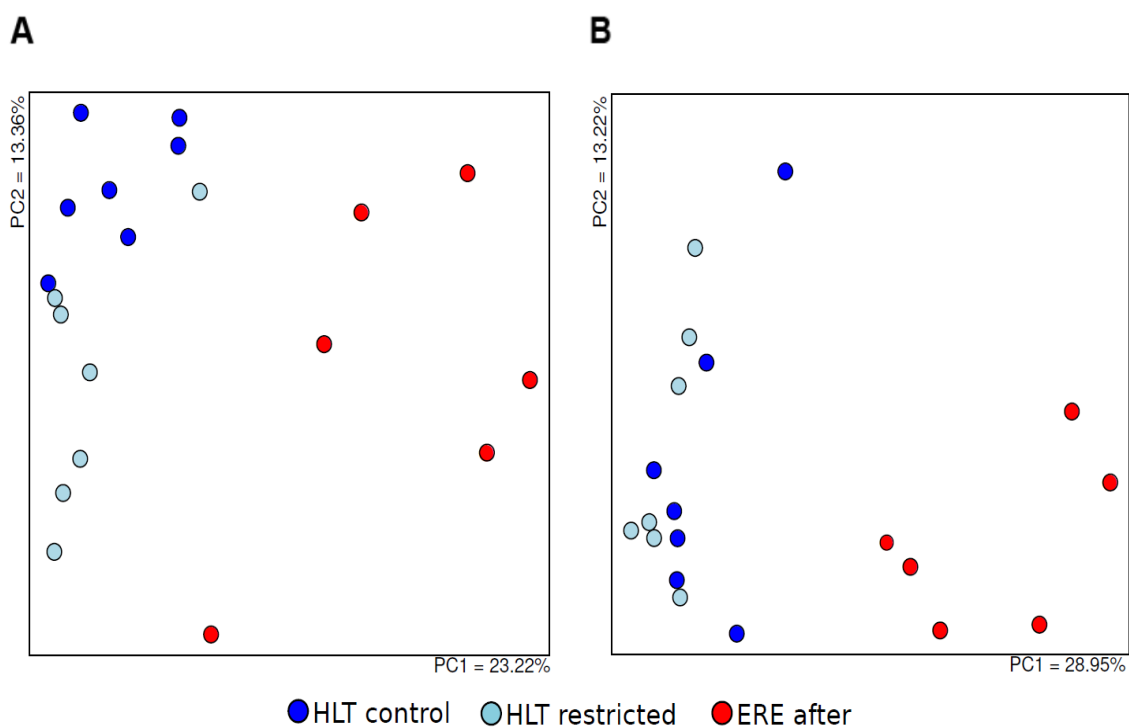 A
B
PC2 = 13.36%
PC2 = 13.22%
PC1 = 23.22%
PC1 = 28.95%
HLT control
HLT restricted
ERE after